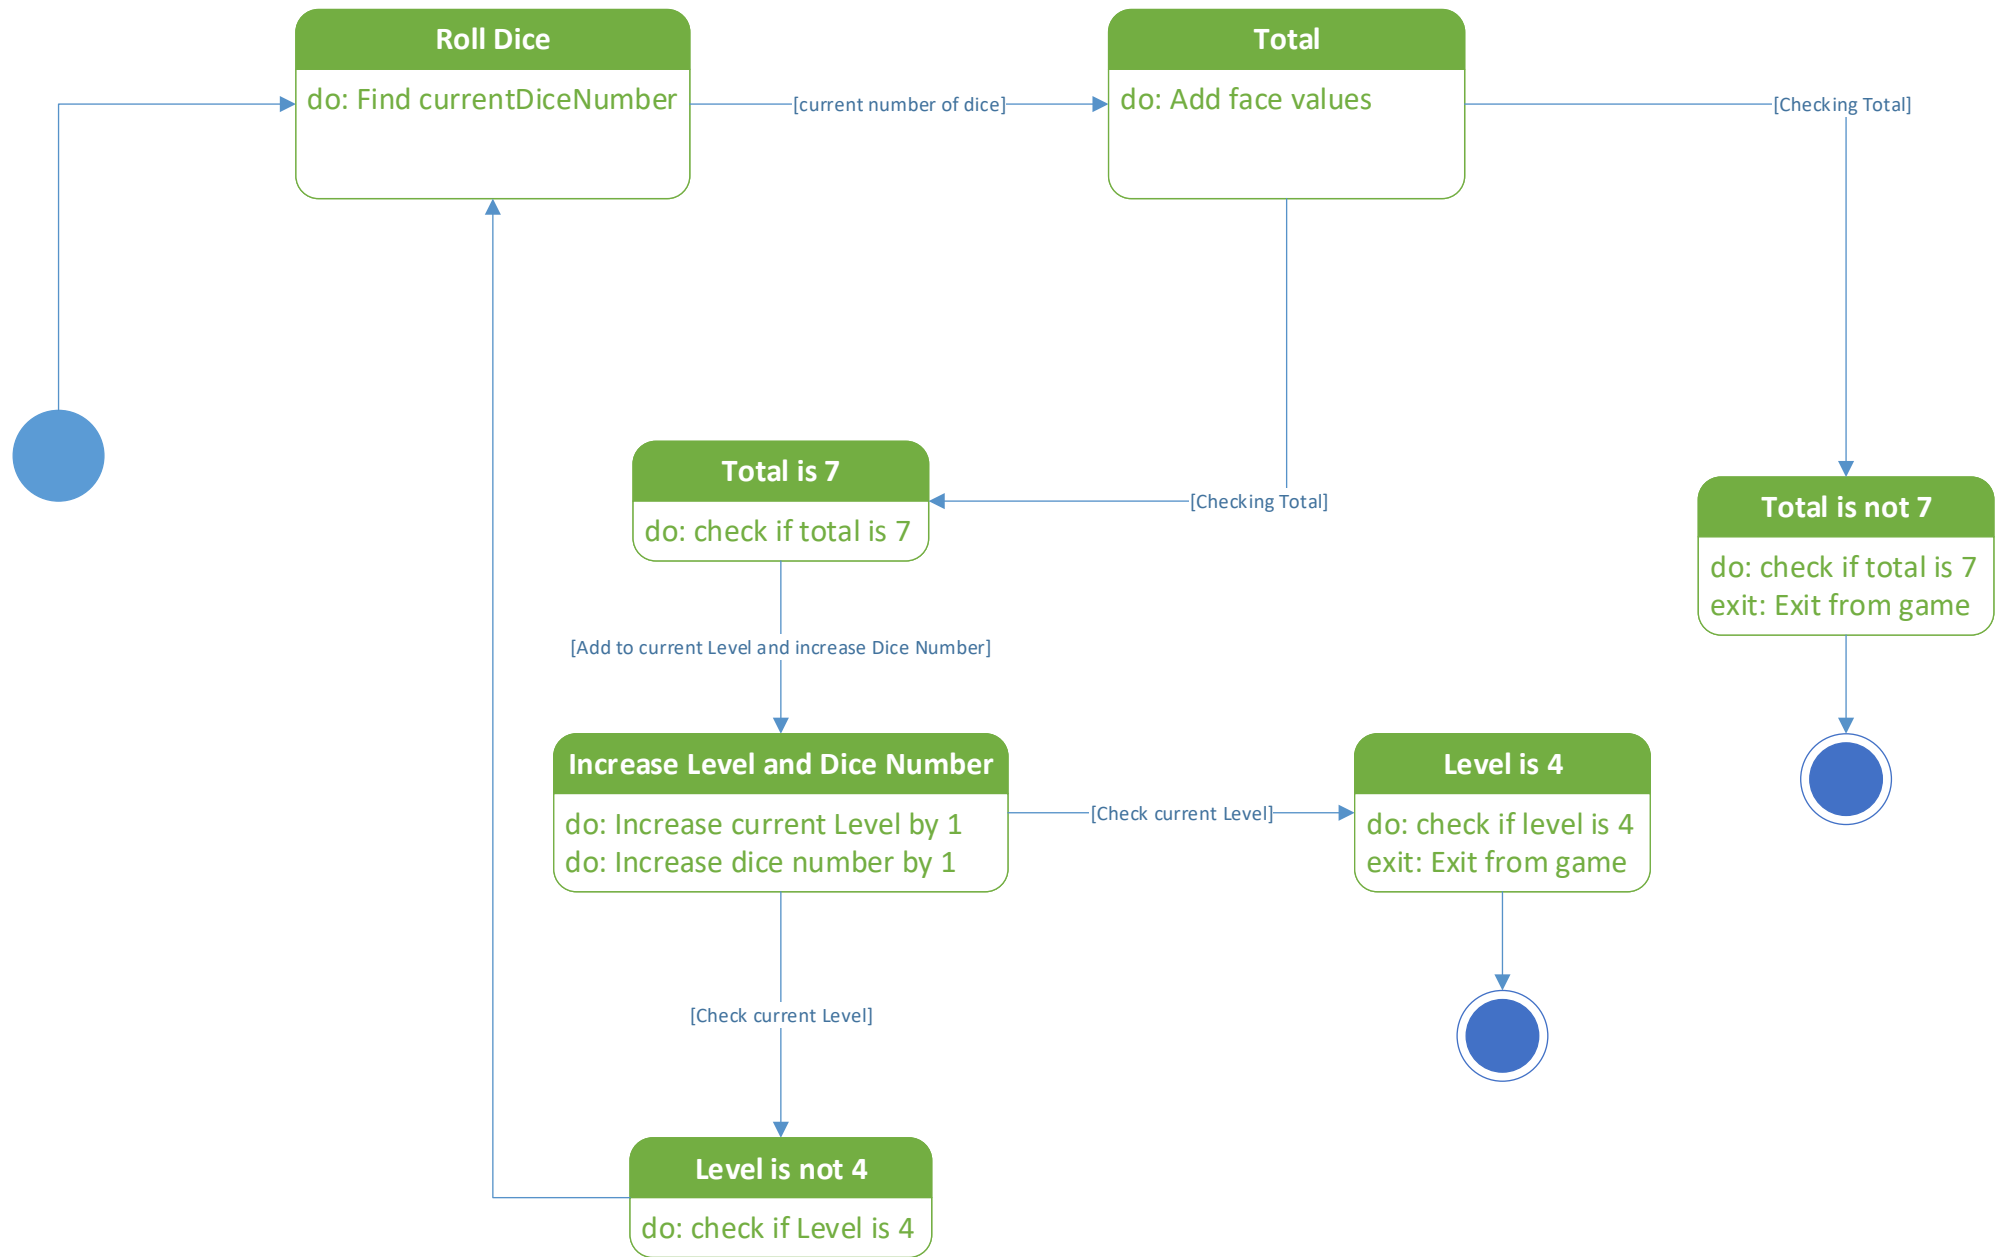 Roll Dice
do: Find currentDiceNumber
[current number of dice]
Total
do: Add face values
[Checking Total]
Total is 7
do: check if total is 7
[Checking Total]
Total is not 7
do: check if total is 7
exit: Exit from game
[Add to current Level and increase Dice Number]
Increase Level and Dice Number
do: Increase current Level by 1
do: Increase dice number by 1
[Check current Level]
Level is 4
do: check if level is 4
exit: Exit from game
[Check current Level]
Level is not 4
do: check if Level is 4